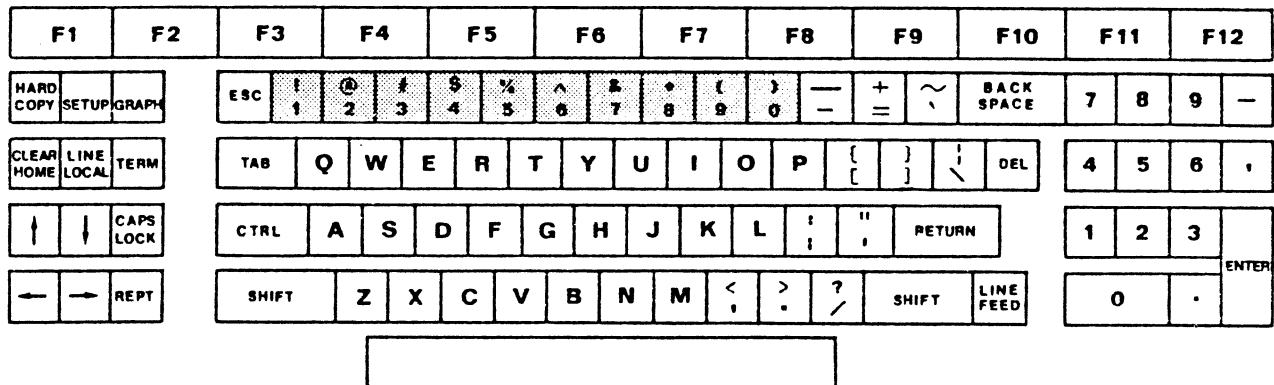 F1 F2 F3 F4 F5 F6 F7 F8 F9 F10 F11 F12
HARD COPY SETUP GRAPH ESC ! 1 @ 2 # 3 $ 4 % 5 ^ 6 & 7 * 8 ( 9 ) 0 — - + = ~ ` BACK SPACE 7 8 9 —
CLEAR HOME LINE LOCAL TERM TAB Q W E R T Y U I O P { [ } ] ¦ \ DEL 4 5 6 ,
↑ ↓ CAPS LOCK CTRL A S D F G H J K L : ; " ' RETURN 1 2 3 ENTER
← → REPT SHIFT Z X C V B N M < , > . ? / SHIFT LINE FEED 0 .